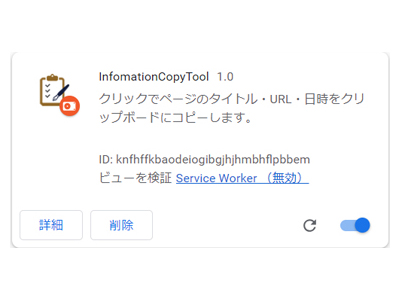 InfomationCopyTool 1.0
クリックでページのタイトル・URL・日時をクリ
ップボードにコピーします。
ID: knfhffkbaodeiogibgjhjhmbhflpbbem
ビューを検証 Service Worker （無効）
詳細 削除